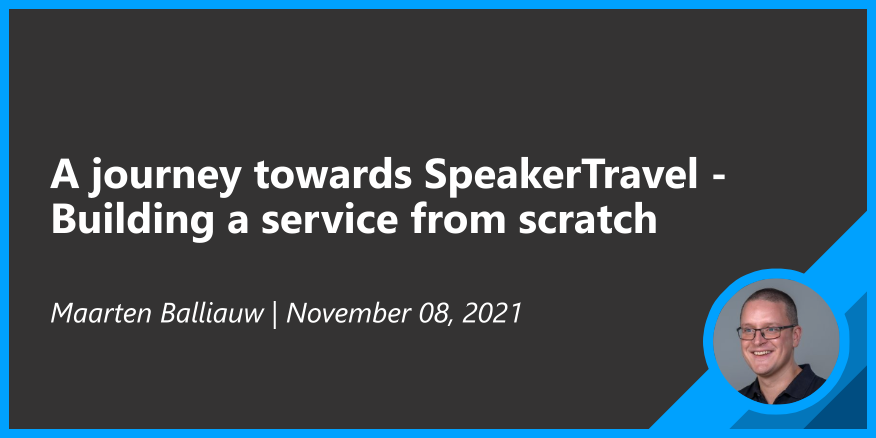 A journey towards SpeakerTravel -
Building a service from scratch
Maarten Balliauw | November 08, 2021